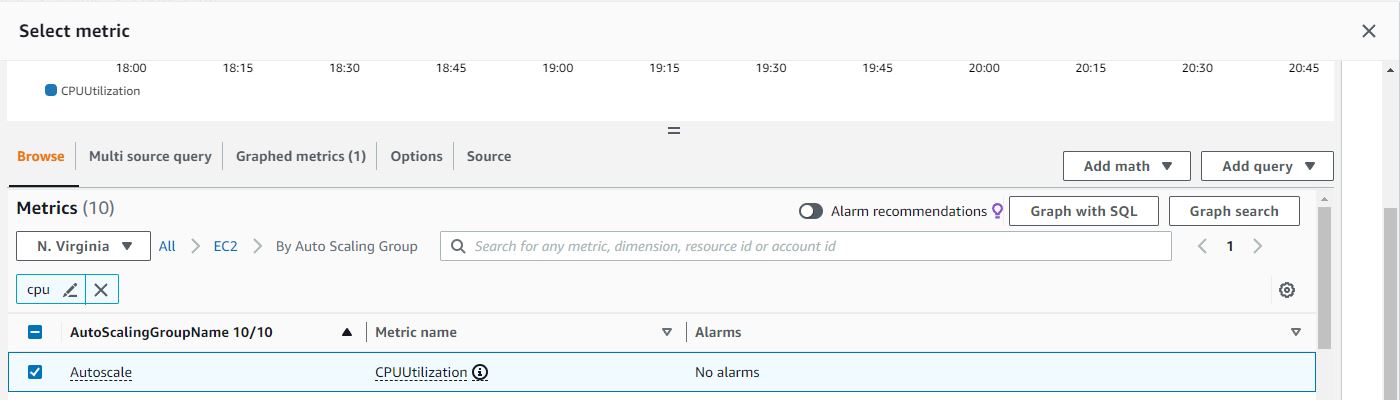 Select metric
18:00 18:15 18:30 18:45 19:00 19:15 19:30 19:45 20:00 20:15 20:30 20:45
CPUUtilization
Browse Multi source query Graphed metrics (1) Options Source
Add math Add query
Metrics (10) Alarm recommendations Graph with SQL Graph search
N. Virginia All EC2 By Auto Scaling Group Search for any metric, dimension, resource id or account id 1
cpu
AutoScalingGroupName 10/10 Metric name Alarms
Autoscale CPUUtilization No alarms